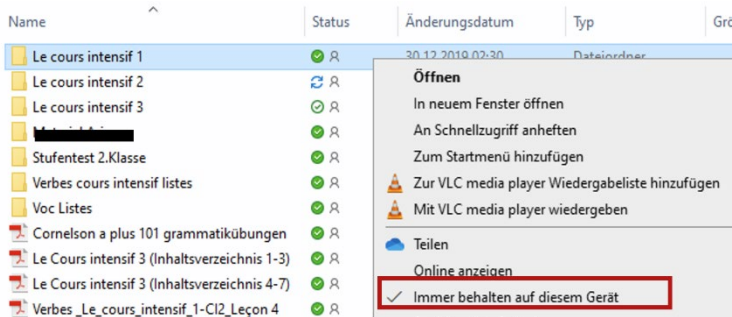 Name Status Änderungsdatum Typ Grö
Le cours intensif 1 30.12.2019 02:30 Dateiordner
Le cours intensif 2
Le cours intensif 3
Stufentest 2.Klasse
Verbes cours intensif listes
Voc Listes
Cornelson a plus 101 grammatikübungen
Le Cours intensif 3 (Inhaltsverzeichnis 1-3)
Le Cours intensif 3 (Inhaltsverzeichnis 4-7)
Verbes _Le_cours_intensif_1-Cl2_Leçon 4
Öffnen
In neuem Fenster öffnen
An Schnellzugriff anheften
Zum Startmenü hinzufügen
Zur VLC media player Wiedergabeliste hinzufügen
Mit VLC media player wiedergeben
Teilen
Online anzeigen
Immer behalten auf diesem Gerät